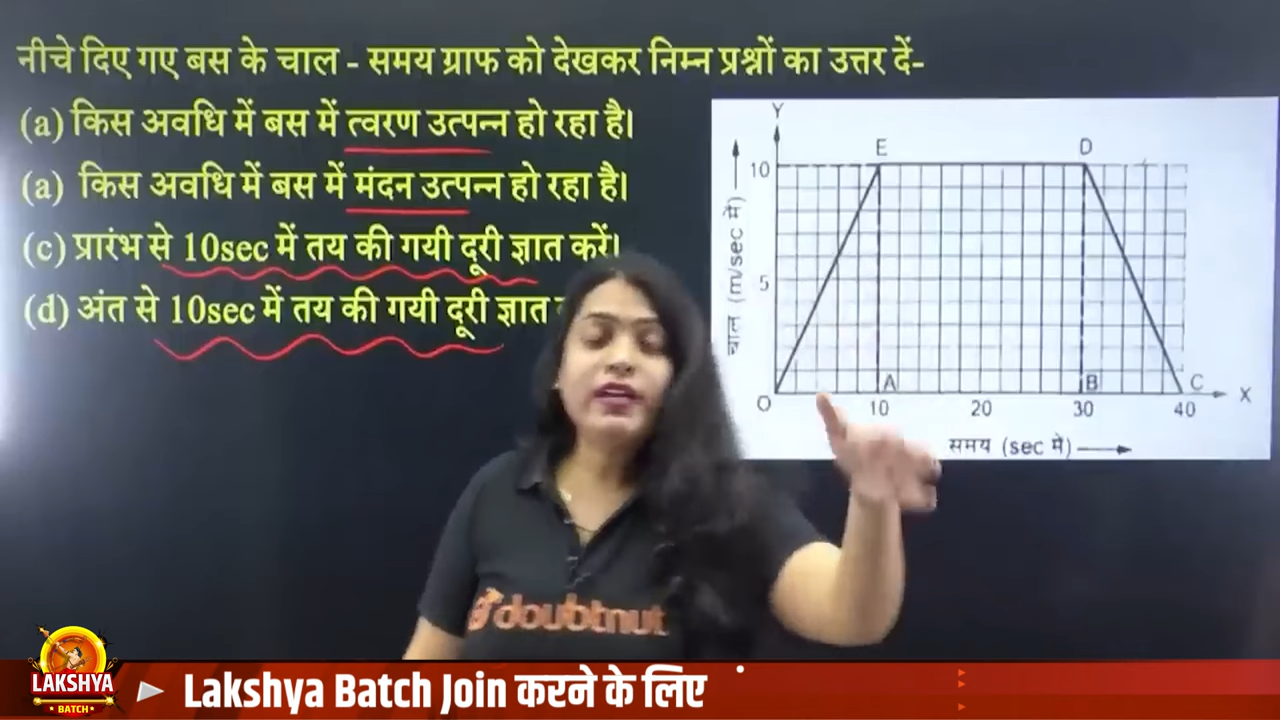 नीचे दिए गए बस के चाल - समय ग्राफ को देखकर निम्न प्रश्नों का उत्तर दें-
(a) किस अवधि में बस में त्वरण उत्पन्न हो रहा है।
(a) किस अवधि में बस में मंदन उत्पन्न हो रहा है।
(c) प्रारंभ से 10sec में तय की गयी दूरी ज्ञात करें।
(d) अंत से 10sec में तय की गयी दूरी ज्ञात
Y
E D
10
5
चाल (m/sec में)
O A B C X
10 20 30 40
समय (sec में)
doubtnut
LAKSHYA
BATCH
Lakshya Batch Join करने के लिए